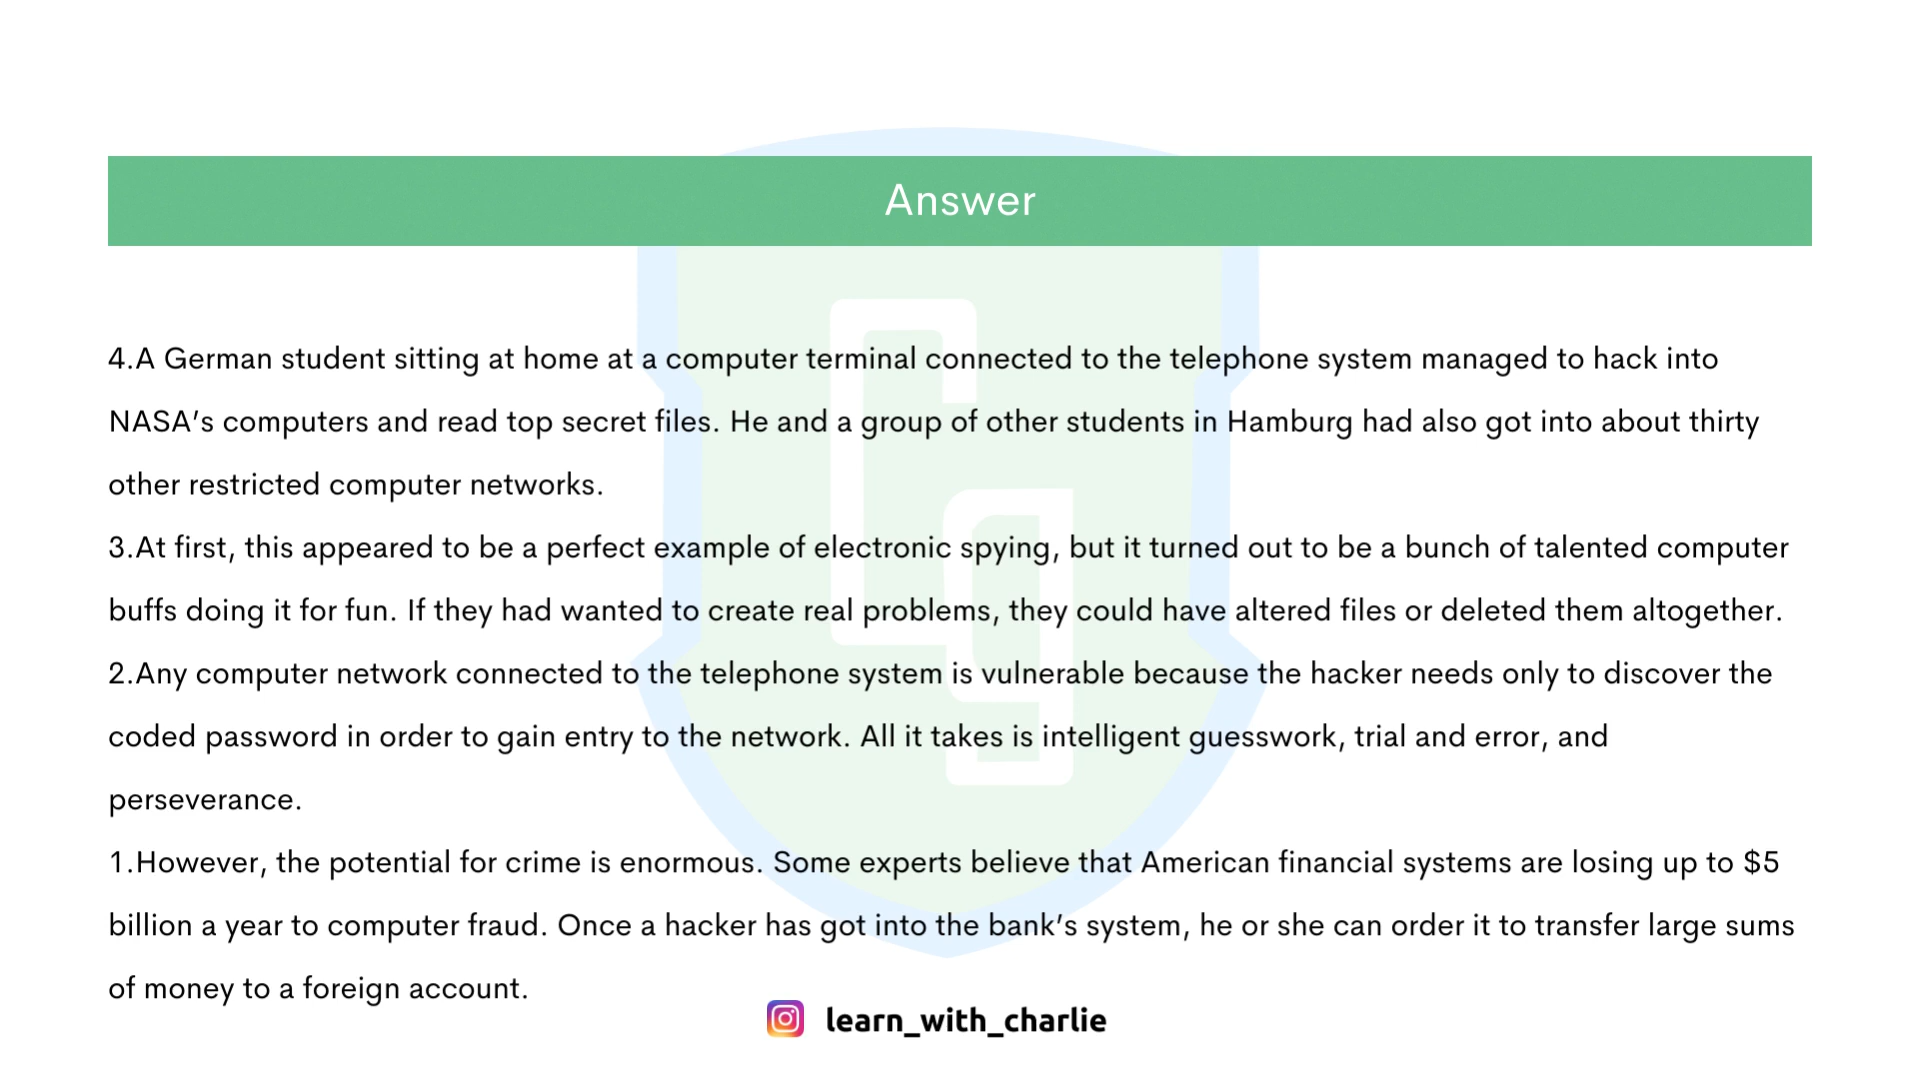 Answer
4.A German student sitting at home at a computer terminal connected to the telephone system managed to hack into
NASA’s computers and read top secret files. He and a group of other students in Hamburg had also got into about thirty
other restricted computer networks.
3.At first, this appeared to be a perfect example of electronic spying, but it turned out to be a bunch of talented computer
buffs doing it for fun. If they had wanted to create real problems, they could have altered files or deleted them altogether.
2.Any computer network connected to the telephone system is vulnerable because the hacker needs only to discover the
coded password in order to gain entry to the network. All it takes is intelligent guesswork, trial and error, and
perseverance.
1.However, the potential for crime is enormous. Some experts believe that American financial systems are losing up to $5
billion a year to computer fraud. Once a hacker has got into the bank’s system, he or she can order it to transfer large sums
of money to a foreign account.
learn_with_charlie